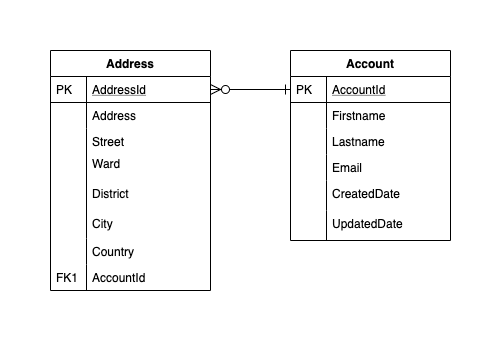 Address
PK AddressId
Address
Street
Ward
District
City
Country
FK1 AccountId
Account
PK AccountId
Firstname
Lastname
Email
CreatedDate
UpdatedDate